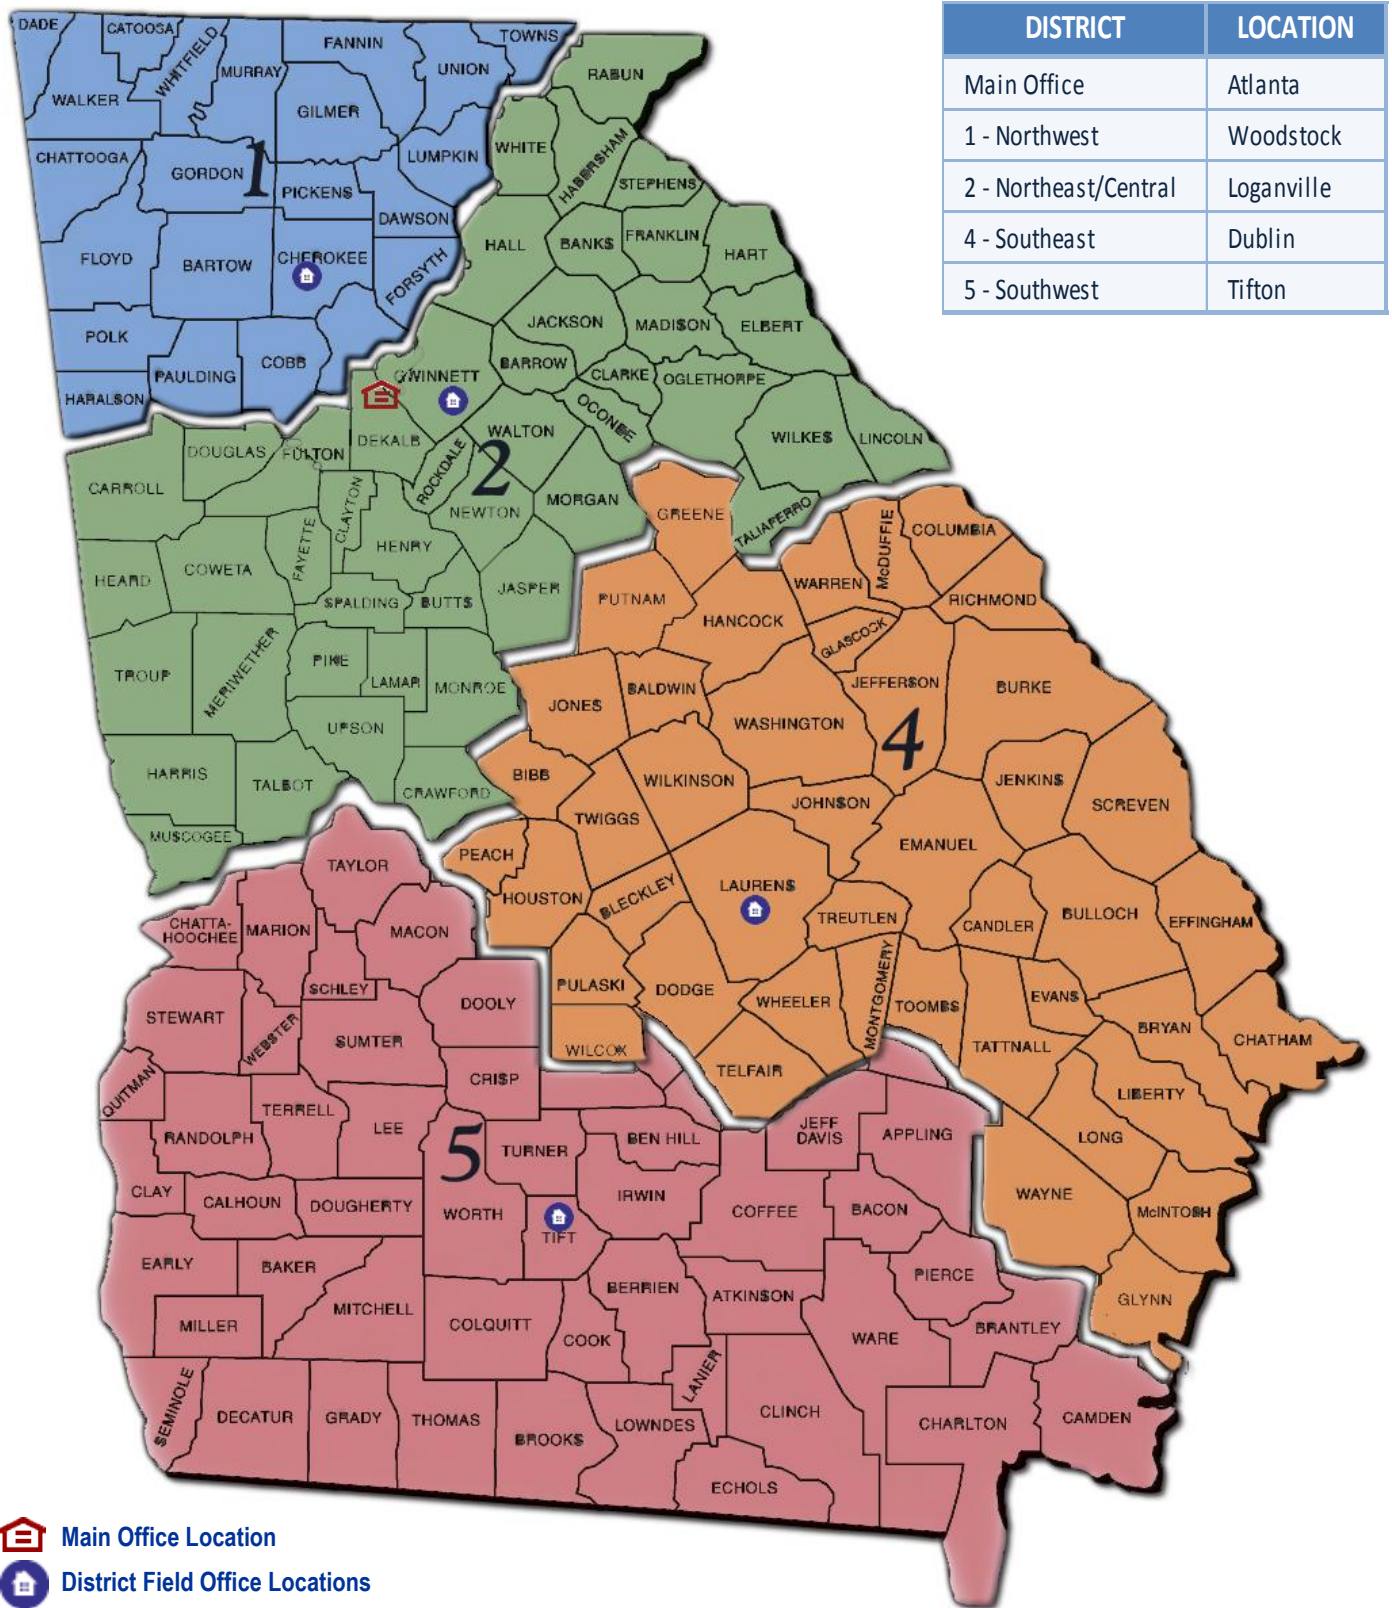 DISTRICT LOCATION
Main Office Atlanta
1 - Northwest Woodstock
2 - Northeast/Central Loganville
4 - Southeast Dublin
5 - Southwest Tifton
DADE
CATOOSA
WHITFIELD
MURRAY
FANNIN
UNION
TOWNS
WALKER
GILMER
CHATTOOGA
GORDON
1
PICKENS
LUMPKIN
DAWSON
FLOYD
BARTOW
CHEROKEE
FORSYTH
POLK
PAULDING
COBB
HARALSON
RABUN
WHITE
HABERSHAM
STEPHENS
HALL
BANKS
FRANKLIN
HART
JACKSON
MADISON
ELBERT
GWINNETT
BARROW
CLARKE
OGLETHORPE
OCONEE
DEKALB
WALTON
WILKES
LINCOLN
DOUGLAS
FULTON
ROCKDALE
2
CARROLL
CLAYTON
NEWTON
MORGAN
TALIAFERRO
HEARD
COWETA
FAYETTE
HENRY
SPALDING
BUTTS
JASPER
TROUP
MERIWETHER
PIKE
LAMAR
MONROE
UPSON
HARRIS
TALBOT
CRAWFORD
MUSCOGEE
GREENE
McDUFFIE
COLUMBIA
PUTNAM
HANCOCK
WARREN
RICHMOND
GLASCOCK
JONES
BALDWIN
WASHINGTON
JEFFERSON
BURKE
4
BIBB
WILKINSON
JENKINS
TWIGGS
JOHNSON
SCREVEN
PEACH
EMANUEL
HOUSTON
BLECKLEY
LAURENS
TREUTLEN
CANDLER
BULLOCH
EFFINGHAM
PULASKI
DODGE
WHEELER
MONTGOMERY
TOOMBS
EVANS
BRYAN
CHATHAM
WILCOX
TELFAIR
TATTNALL
LIBERTY
LONG
WAYNE
McINTOSH
GLYNN
TAYLOR
CHATTA-
HOOCHEE
MARION
MACON
SCHLEY
DOOLY
STEWART
WEBSTER
SUMTER
QUITMAN
CRISP
TERRELL
LEE
RANDOLPH
5
TURNER
BEN HILL
JEFF
DAVIS
APPLING
CLAY
CALHOUN
DOUGHERTY
WORTH
IRWIN
COFFEE
BACON
TIFT
EARLY
BAKER
BERRIEN
PIERCE
MITCHELL
ATKINSON
MILLER
COLQUITT
COOK
WARE
BRANTLEY
LANIER
SEMINOLE
DECATUR
GRADY
THOMAS
BROOKS
LOWNDES
CLINCH
CHARLTON
CAMDEN
ECHOLS
Main Office Location
District Field Office Locations